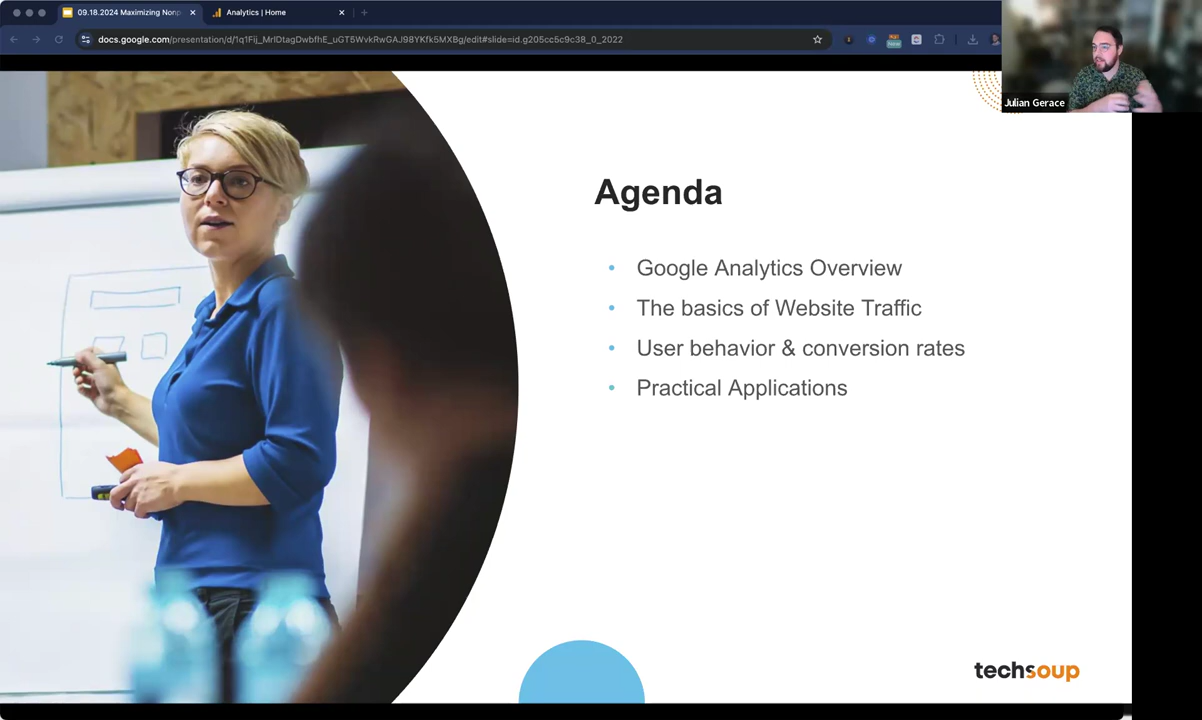 09.18.2024 Maximizing Nonp
Analytics | Home
docs.google.com/presentation/d/1q1Fij_MrlDtagDwbfhE_uGT5WvkRwGAJ98YKfk5MXBg/edit#slide=id.g205cc5c9c38_0_2022
Julian Gerace
Agenda
• Google Analytics Overview
• The basics of Website Traffic
• User behavior & conversion rates
• Practical Applications
techsoup